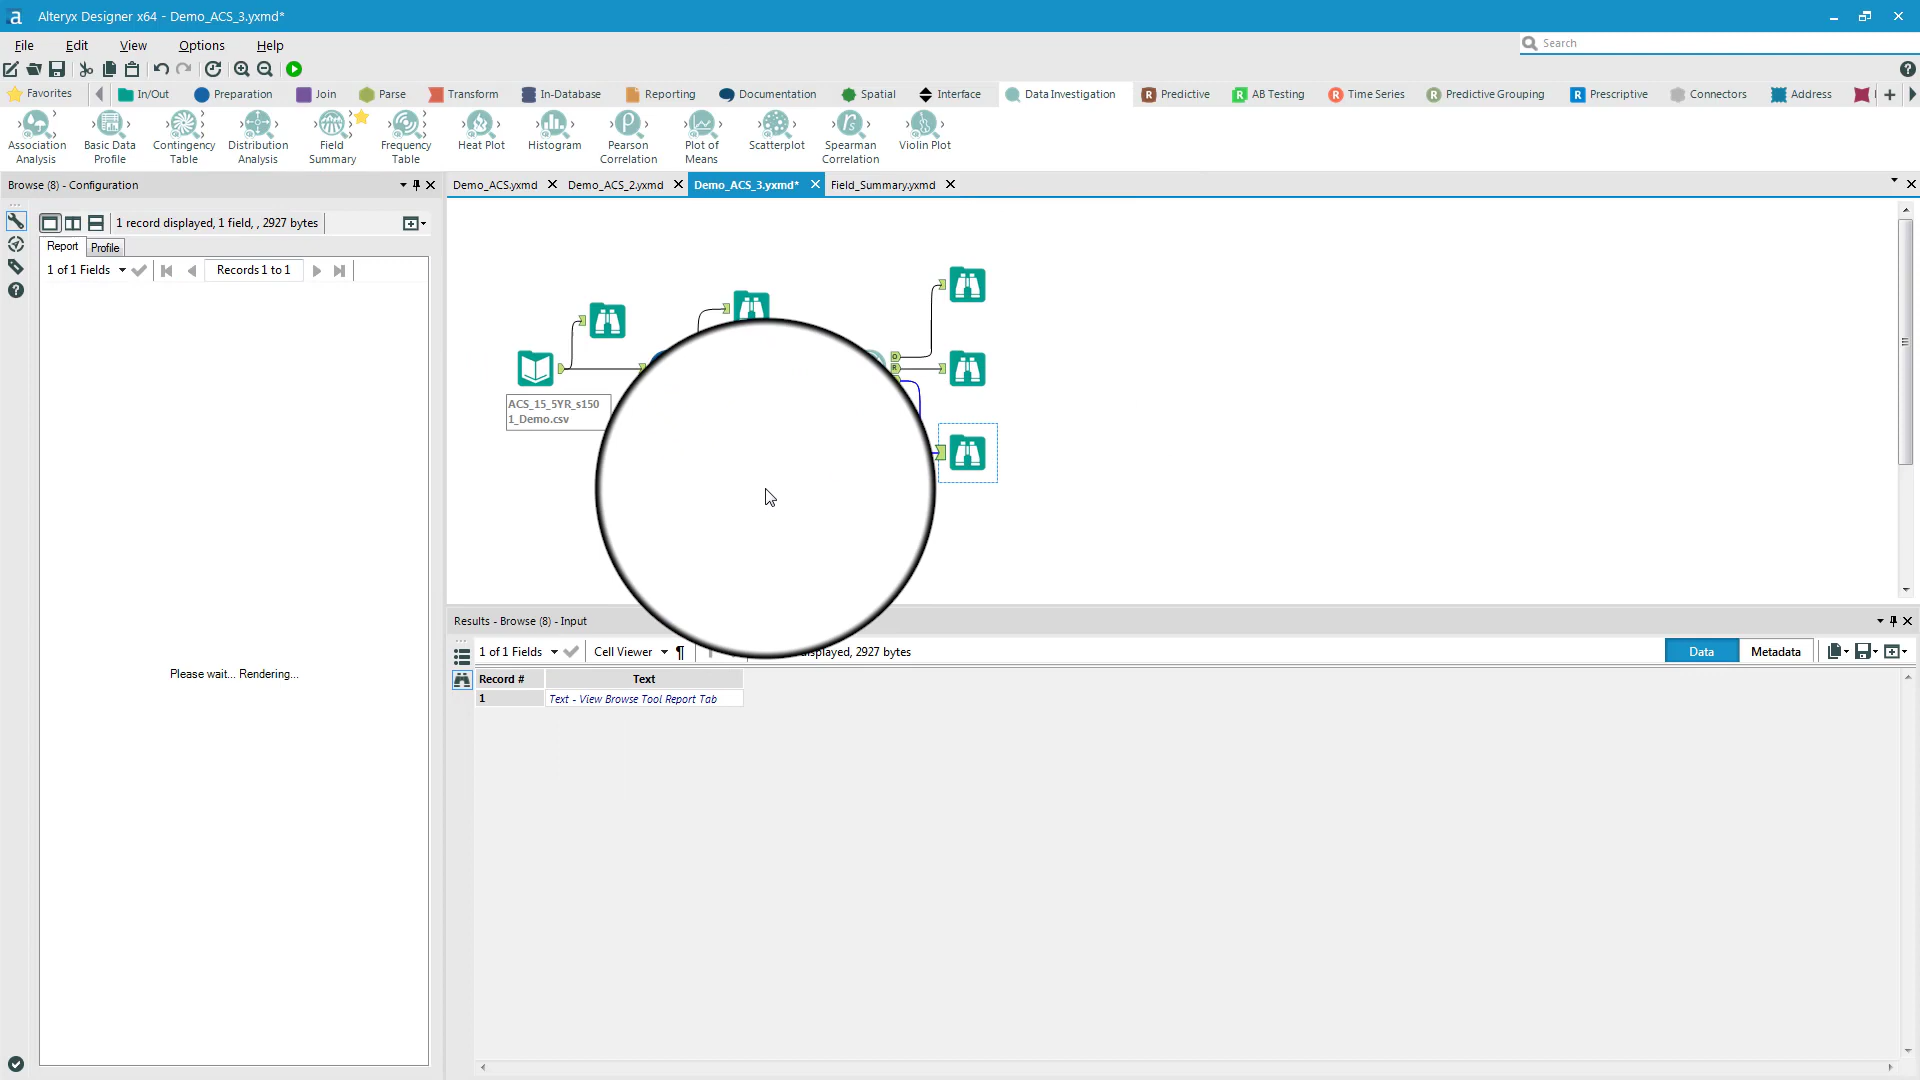 Alteryx Designer x64 - Demo_ACS_3.yxmd*
File Edit View Options Help
Search
Favorites In/Out Preparation Join Parse Transform In-Database Reporting Documentation Spatial Interface Data Investigation Predictive AB Testing Time Series Predictive Grouping Prescriptive Connectors Address
Association Analysis
Basic Data Profile
Contingency Table
Distribution Analysis
Field Summary
Frequency Table
Heat Plot
Histogram
Pearson Correlation
Plot of Means
Scatterplot
Spearman Correlation
Violin Plot
Browse (8) - Configuration
Demo_ACS.yxmd Demo_ACS_2.yxmd Demo_ACS_3.yxmd* Field_Summary.yxmd
1 record displayed, 1 field, , 2927 bytes
Report Profile
1 of 1 Fields Records 1 to 1
O
R
ACS_15_5YR_s150
1_Demo.csv
Please wait... Rendering...
Results - Browse (8) - Input
1 of 1 Fields Cell Viewer displayed, 2927 bytes Data Metadata
Record # Text
1 Text - View Browse Tool Report Tab